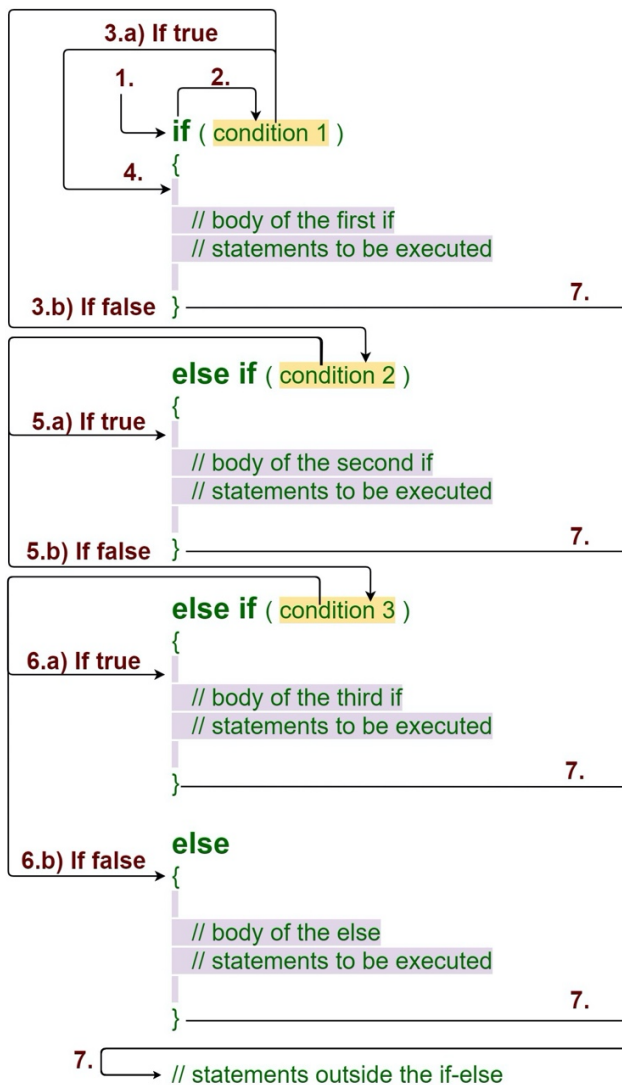 3.a) If true
1. 2.
if ( condition 1 )
{
4.
// body of the first if
// statements to be executed
7.
3.b) If false }
else if ( condition 2 )
{
5.a) If true
// body of the second if
// statements to be executed
7.
5.b) If false }
else if ( condition 3 )
{
6.a) If true
// body of the third if
// statements to be executed
7.
}
else
6.b) If false {
// body of the else
// statements to be executed
7.
}
7.
// statements outside the if-else